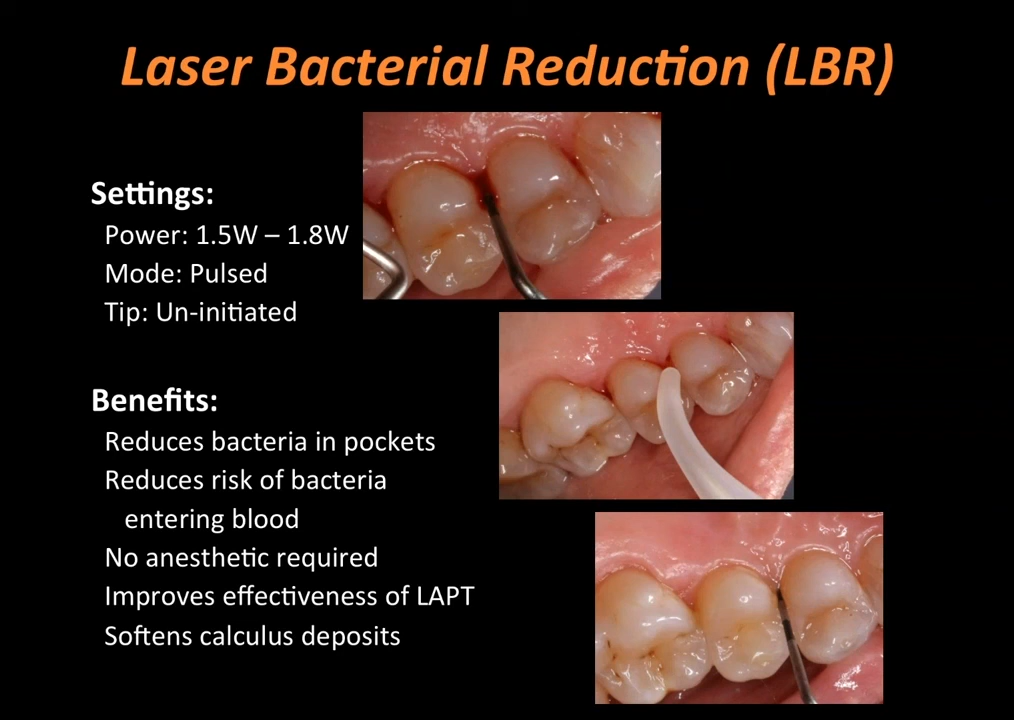 Laser Bacterial Reduction (LBR)
Settings:
Power: 1.5W – 1.8W
Mode: Pulsed
Tip: Un-initiated
Benefits:
Reduces bacteria in pockets
Reduces risk of bacteria
entering blood
No anesthetic required
Improves effectiveness of LAPT
Softens calculus deposits